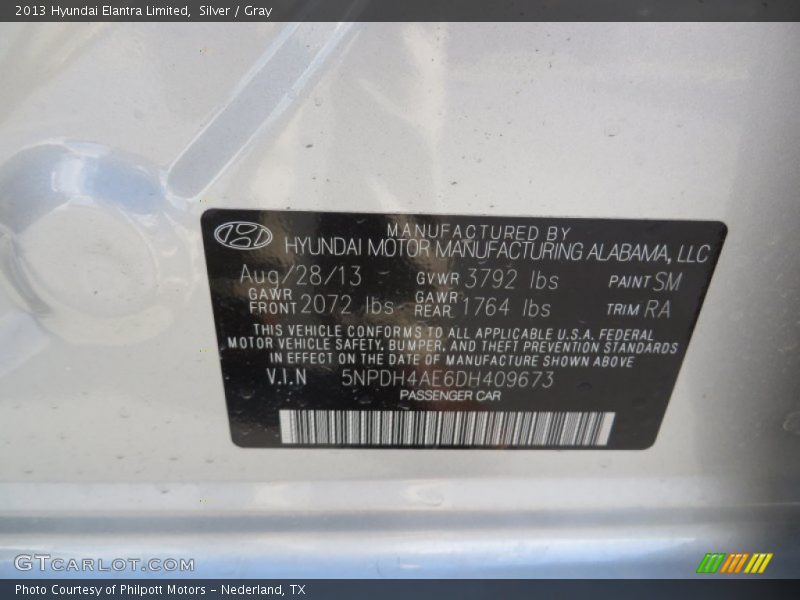 2013 Hyundai Elantra Limited, Silver / Gray
MANUFACTURED BY
HYUNDAI MOTOR MANUFACTURING ALABAMA, LLC
Aug/28/13 GVWR 3792 lbs PAINT SM
GAWR FRONT 2072 lbs GAWR REAR 1764 lbs TRIM RA
THIS VEHICLE CONFORMS TO ALL APPLICABLE U.S.A. FEDERAL
MOTOR VEHICLE SAFETY, BUMPER, AND THEFT PREVENTION STANDARDS
IN EFFECT ON THE DATE OF MANUFACTURE SHOWN ABOVE
V.I.N 5NPDH4AE6DH409673
PASSENGER CAR
GTCARLOT.COM
Photo Courtesy of Philpott Motors - Nederland, TX